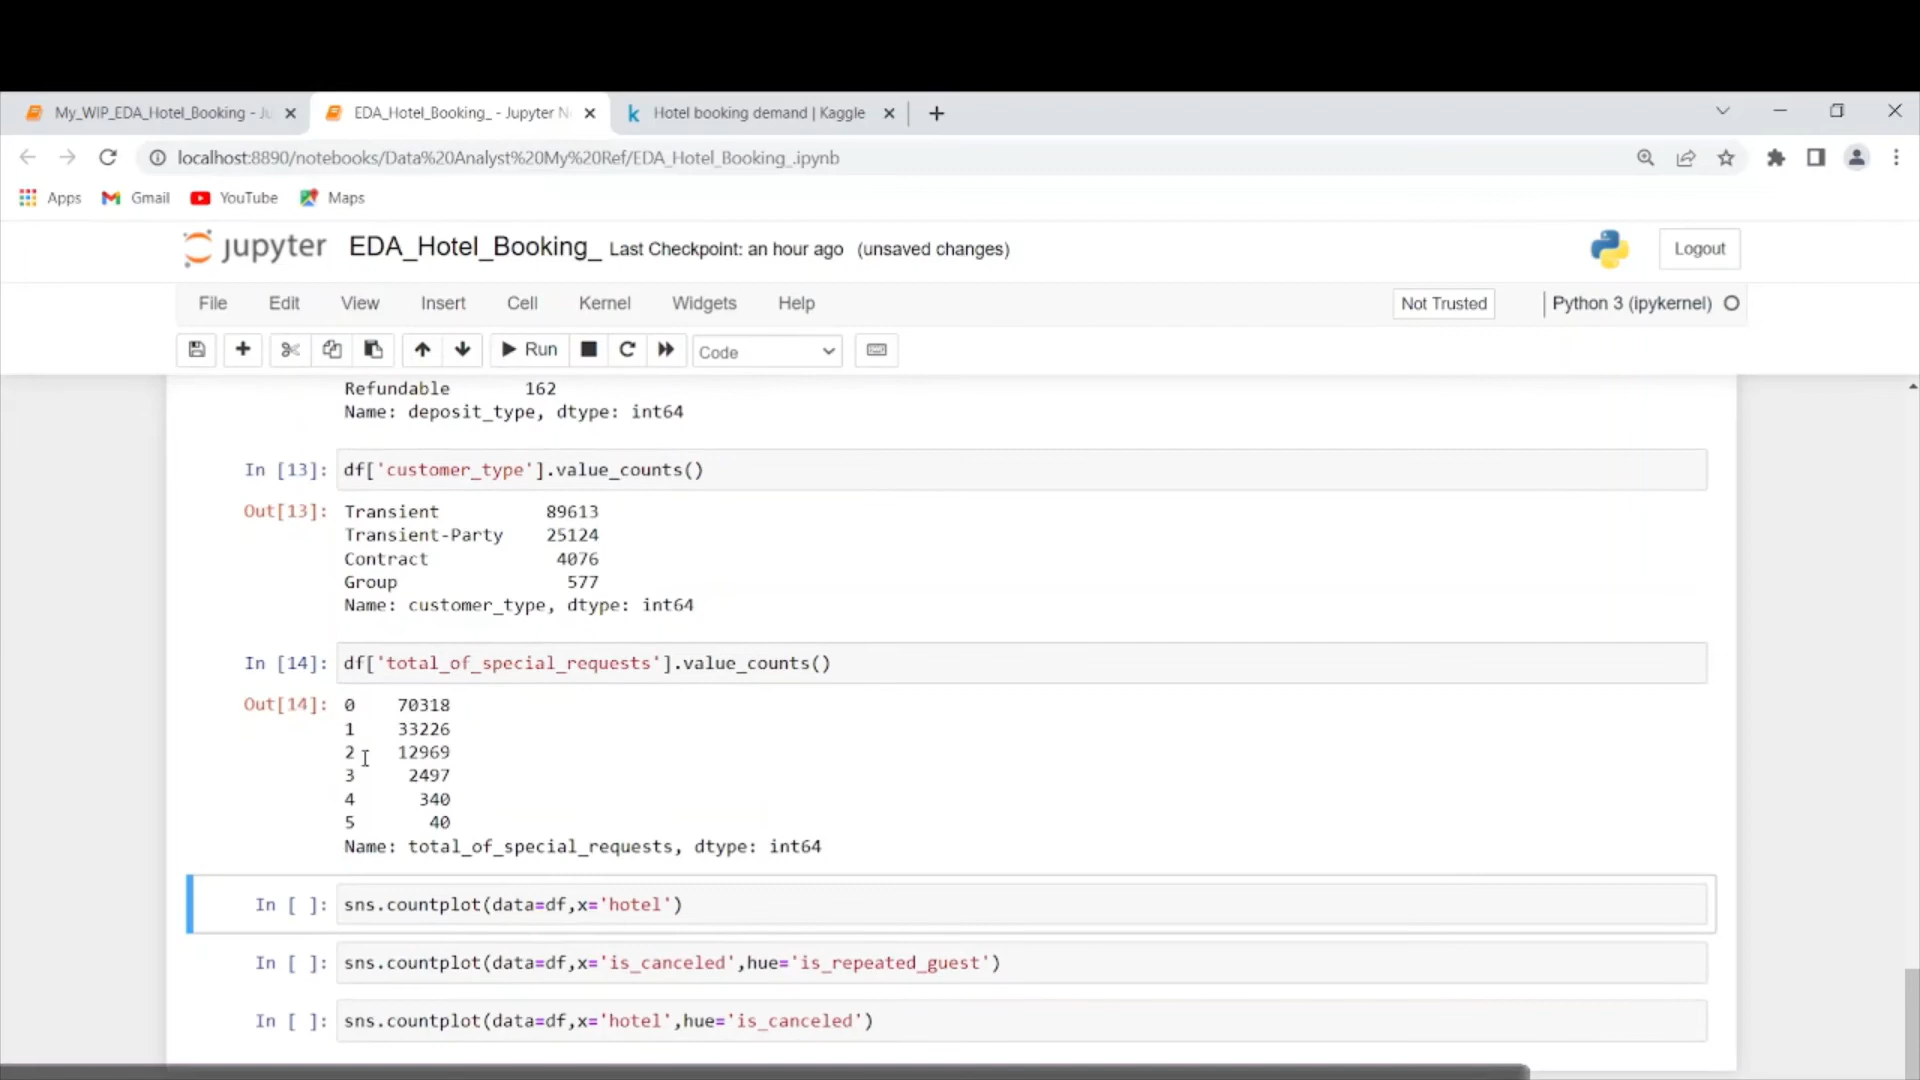 My_WIP_EDA_Hotel_Booking - Ju
EDA_Hotel_Booking_ - Jupyter N
Hotel booking demand | Kaggle
localhost:8890/notebooks/Data%20Analyst%20My%20Ref/EDA_Hotel_Booking_.ipynb
Apps Gmail YouTube Maps
jupyter EDA_Hotel_Booking_ Last Checkpoint: an hour ago (unsaved changes) Logout
File Edit View Insert Cell Kernel Widgets Help Not Trusted Python 3 (ipykernel)
Run Code
Refundable 162
Name: deposit_type, dtype: int64
In [13]: df['customer_type'].value_counts()
Out[13]: Transient 89613
Transient-Party 25124
Contract 4076
Group 577
Name: customer_type, dtype: int64
In [14]: df['total_of_special_requests'].value_counts()
Out[14]: 0 70318
1 33226
2 12969
3 2497
4 340
5 40
Name: total_of_special_requests, dtype: int64
In [ ]: sns.countplot(data=df,x='hotel')
In [ ]: sns.countplot(data=df,x='is_canceled',hue='is_repeated_guest')
In [ ]: sns.countplot(data=df,x='hotel',hue='is_canceled')